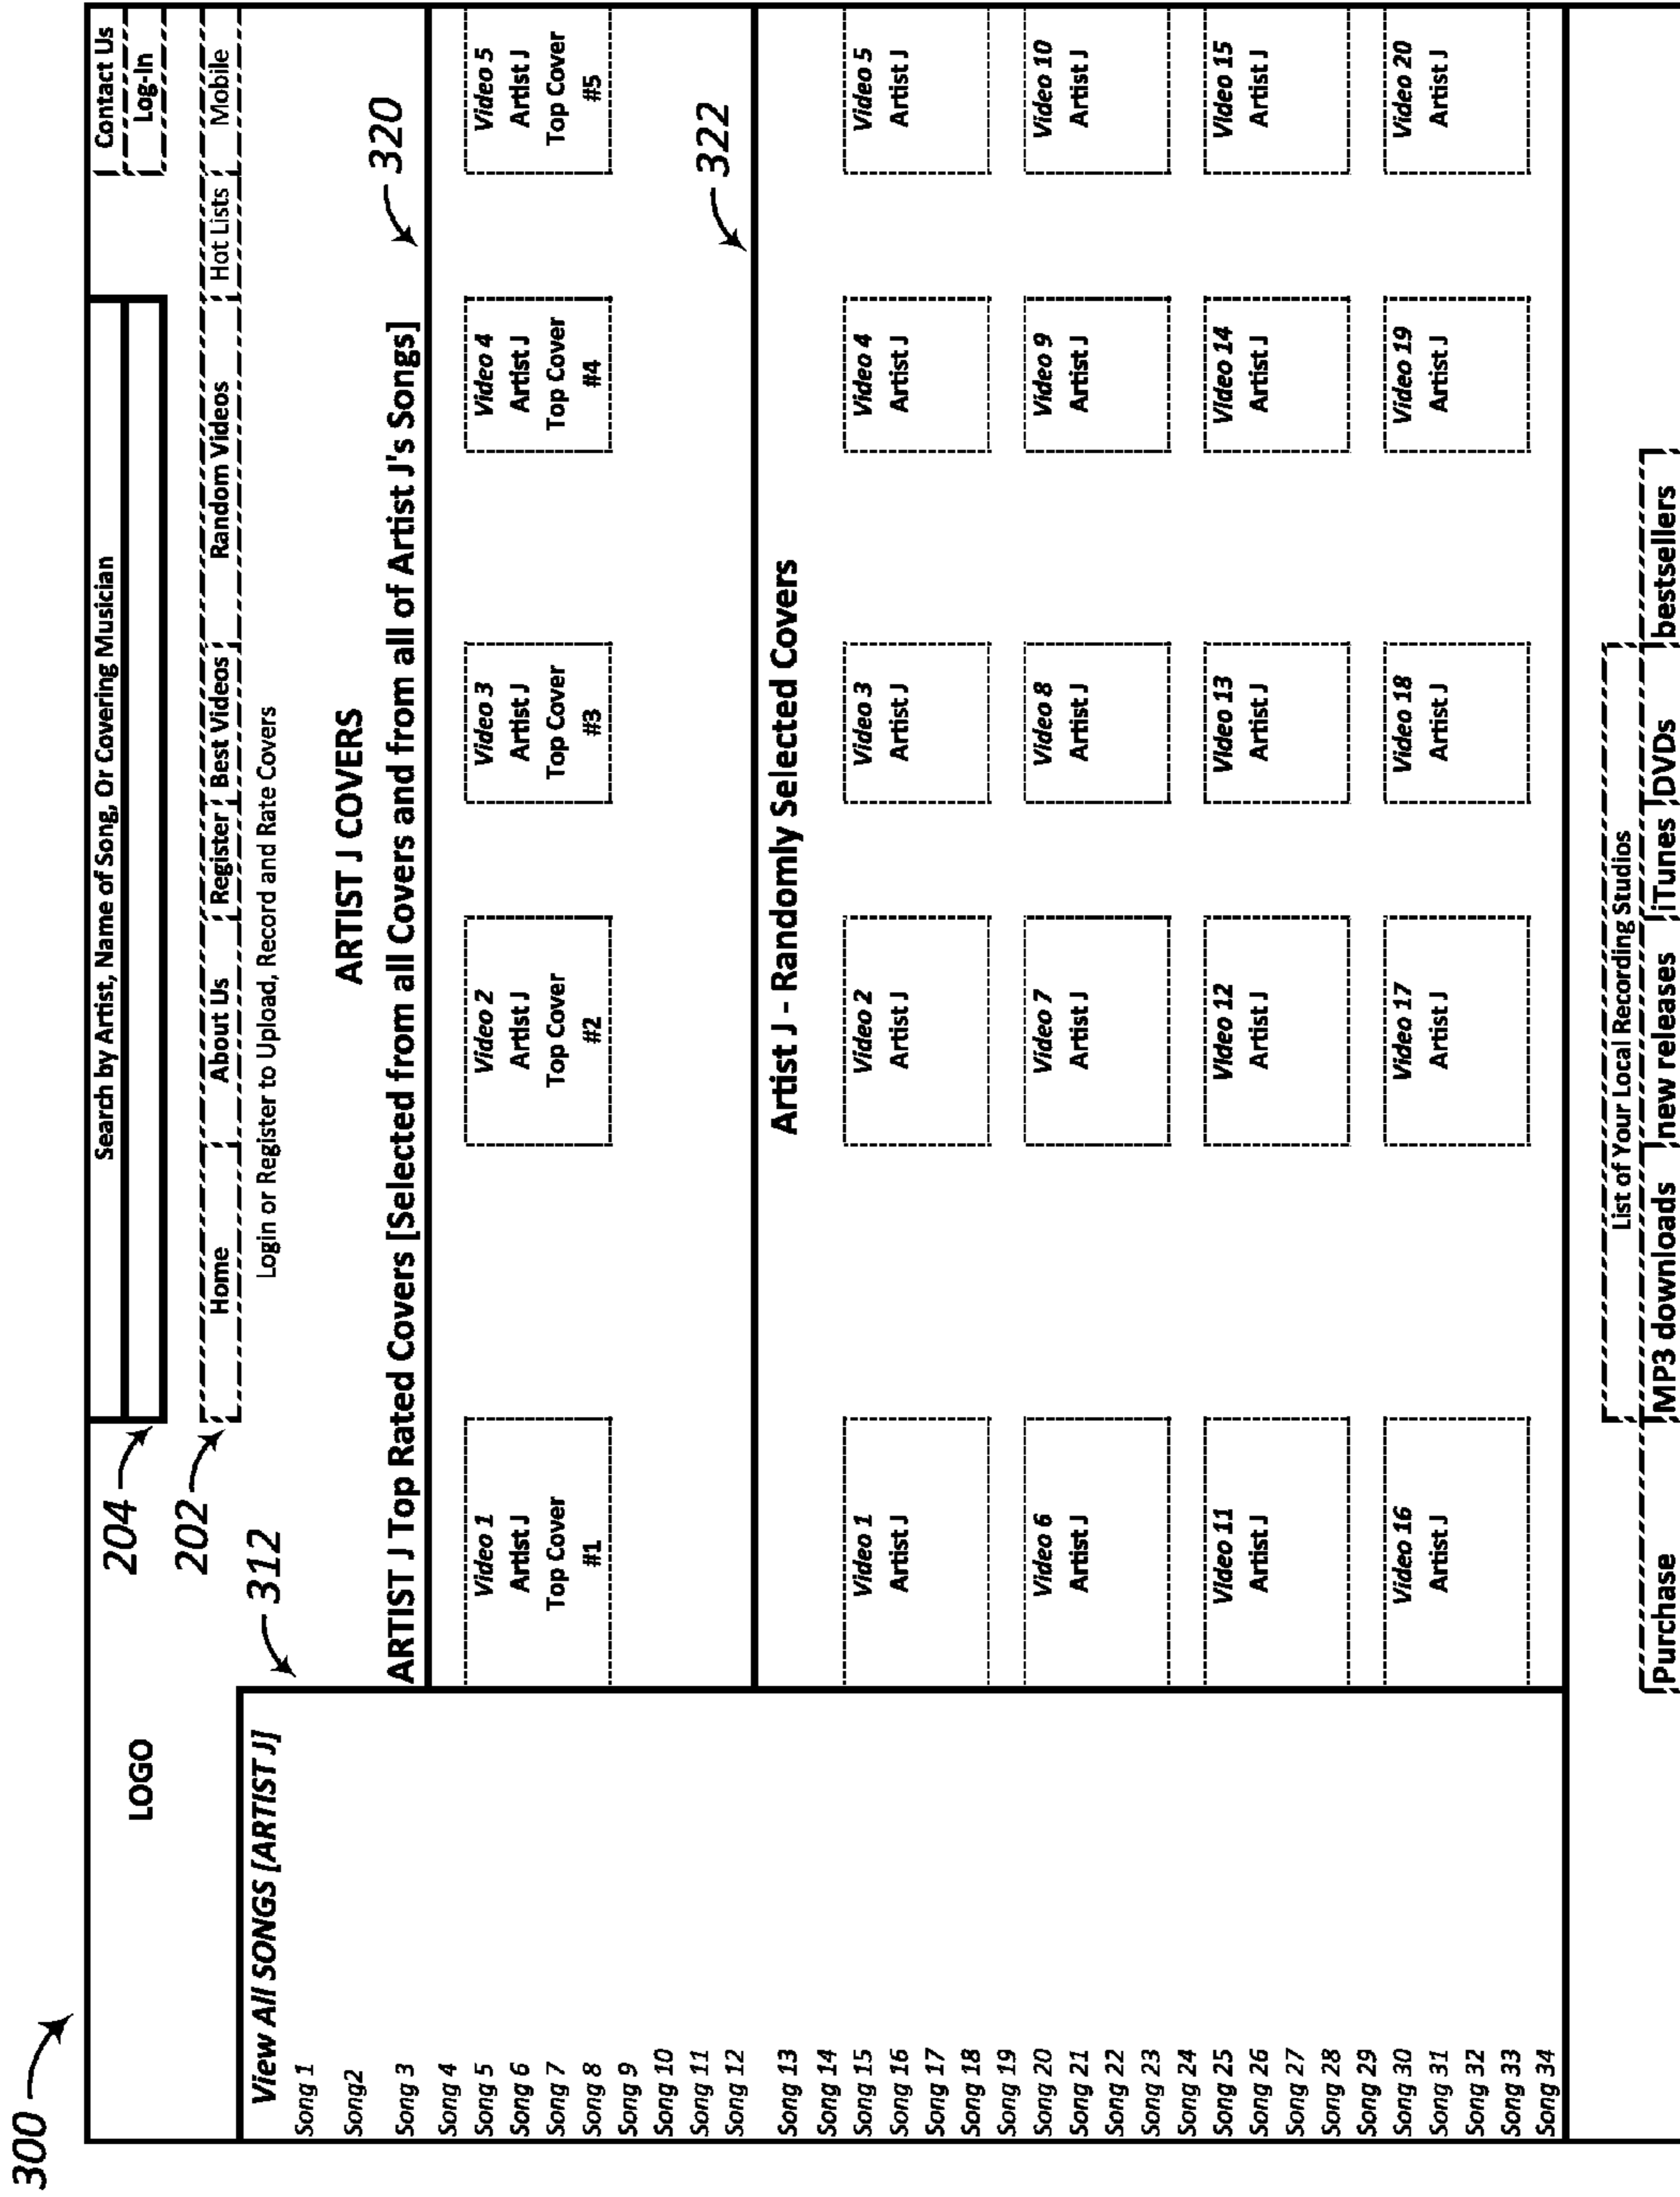 300
LOGO
Search by Artist, Name of Song, Or Covering Musician
Contact Us
Log-In
204
202
Home About Us Register Best Videos Random Videos Hot Lists Mobile
Login or Register to Upload, Record and Rate Covers
312
View All SONGS [ARTIST J]
Song 1
Song2
Song 3
Song 4
Song 5
Song 6
Song 7
Song 8
Song 9
Song 10
Song 11
Song 12
Song 13
Song 14
Song 15
Song 16
Song 17
Song 18
Song 19
Song 20
Song 21
Song 22
Song 23
Song 24
Song 25
Song 26
Song 27
Song 28
Song 29
Song 30
Song 31
Song 32
Song 33
Song 34
ARTIST J COVERS
ARTIST J Top Rated Covers [Selected from all Covers and from all of Artist J's Songs]
320
Video 1 Video 2 Video 3 Video 4 Video 5
Artist J Artist J Artist J Artist J Artist J
Top Cover Top Cover Top Cover Top Cover Top Cover
#1 #2 #3 #4 #5
322
Artist J - Randomly Selected Covers
Video 1 Video 2 Video 3 Video 4 Video 5
Artist J Artist J Artist J Artist J Artist J
Video 6 Video 7 Video 8 Video 9 Video 10
Artist J Artist J Artist J Artist J Artist J
Video 11 Video 12 Video 13 Video 14 Video 15
Artist J Artist J Artist J Artist J Artist J
Video 16 Video 17 Video 18 Video 19 Video 20
Artist J Artist J Artist J Artist J Artist J
List of Your Local Recording Studios
Purchase MP3 downloads new releases iTunes DVDs bestsellers